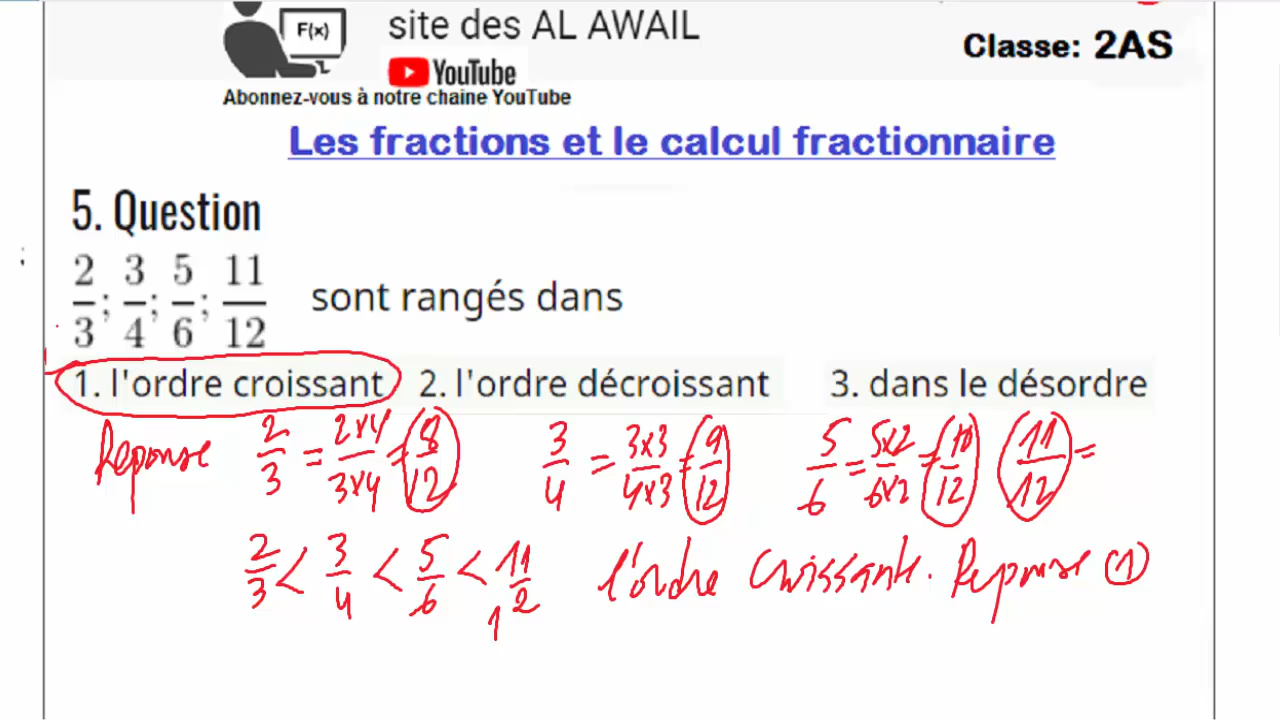 F(x)
site des AL AWAIL
Classe: 2AS
YouTube
Abonnez-vous à notre chaine YouTube
Les fractions et le calcul fractionnaire
5. Question
2/3; 3/4; 5/6; 11/12 sont rangés dans
1. l'ordre croissant 2. l'ordre décroissant 3. dans le désordre
Reponse 2/3 = 2x4/3x4 = 8/12 3/4 = 3x3/4x3 = 9/12 5/6 = 5x2/6x2 = 10/12 11/12 =
2/3 < 3/4 < 5/6 < 11/12 l'ordre croissante. Reponse 1